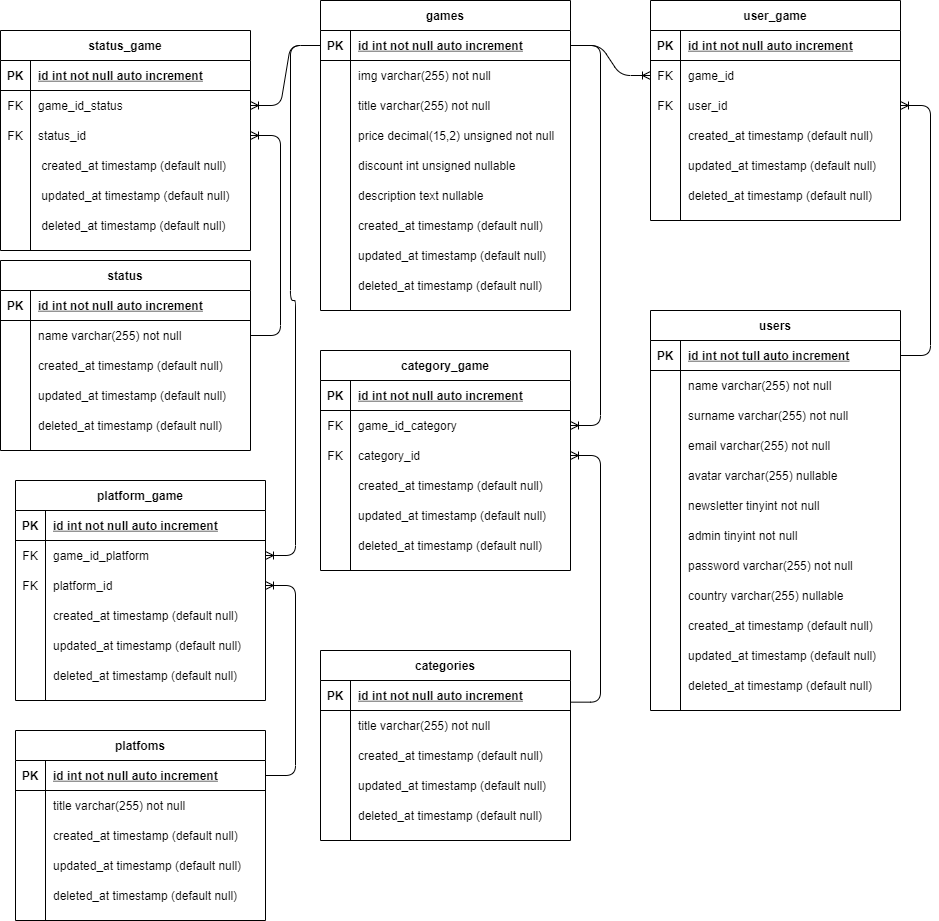 status_game
PK id int not null auto increment
FK game_id_status
FK status_id
created_at timestamp (default null)
updated_at timestamp (default null)
deleted_at timestamp (default null)
status
PK id int not null auto increment
name varchar(255) not null
created_at timestamp (default null)
updated_at timestamp (default null)
deleted_at timestamp (default null)
platform_game
PK id int not null auto increment
FK game_id_platform
FK platform_id
created_at timestamp (default null)
updated_at timestamp (default null)
deleted_at timestamp (default null)
platfoms
PK id int not null auto increment
title varchar(255) not null
created_at timestamp (default null)
updated_at timestamp (default null)
deleted_at timestamp (default null)
games
PK id int not null auto increment
img varchar(255) not null
title varchar(255) not null
price decimal(15,2) unsigned not null
discount int unsigned nullable
description text nullable
created_at timestamp (default null)
updated_at timestamp (default null)
deleted_at timestamp (default null)
category_game
PK id int not null auto increment
FK game_id_category
FK category_id
created_at timestamp (default null)
updated_at timestamp (default null)
deleted_at timestamp (default null)
categories
PK id int not null auto increment
title varchar(255) not null
created_at timestamp (default null)
updated_at timestamp (default null)
deleted_at timestamp (default null)
user_game
PK id int not null auto increment
FK game_id
FK user_id
created_at timestamp (default null)
updated_at timestamp (default null)
deleted_at timestamp (default null)
users
PK id int not tull auto increment
name varchar(255) not null
surname varchar(255) not null
email varchar(255) not null
avatar varchar(255) nullable
newsletter tinyint not null
admin tinyint not null
password varchar(255) not null
country varchar(255) nullable
created_at timestamp (default null)
updated_at timestamp (default null)
deleted_at timestamp (default null)